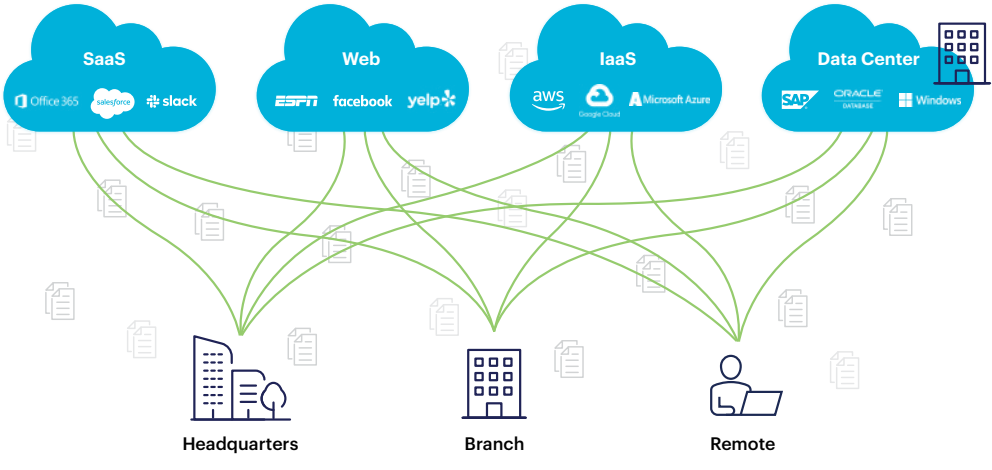 SaaS
Office 365 salesforce slack
Web
ESPN facebook yelp
IaaS
aws Google Cloud Microsoft Azure
Data Center
SAP ORACLE DATABASE Windows
Headquarters
Branch
Remote